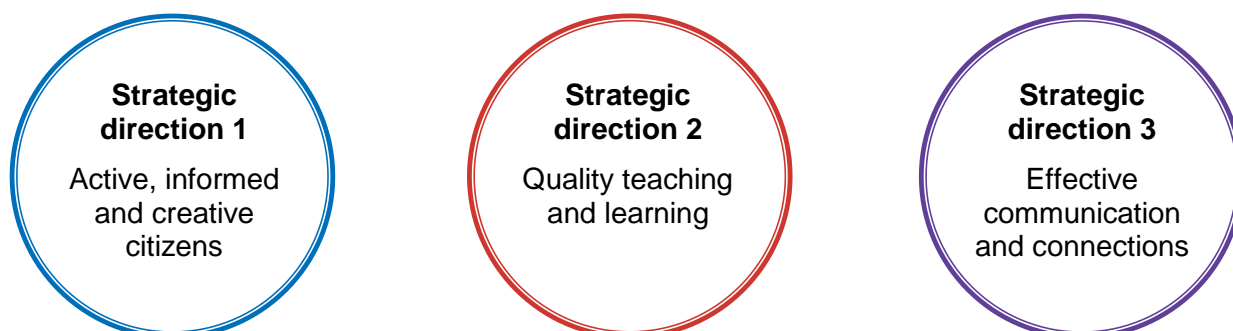 Strategic
direction 1
Active, informed
and creative
citizens
Strategic
direction 2
Quality teaching
and learning
Strategic
direction 3
Effective
communication
and connections